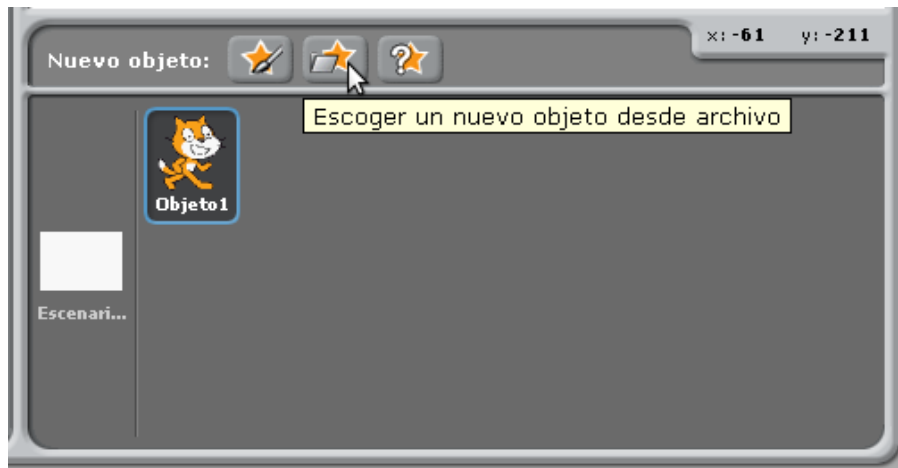 x: -61 y: -211
Nuevo objeto:
Escoger un nuevo objeto desde archivo
Objeto1
Escenari...